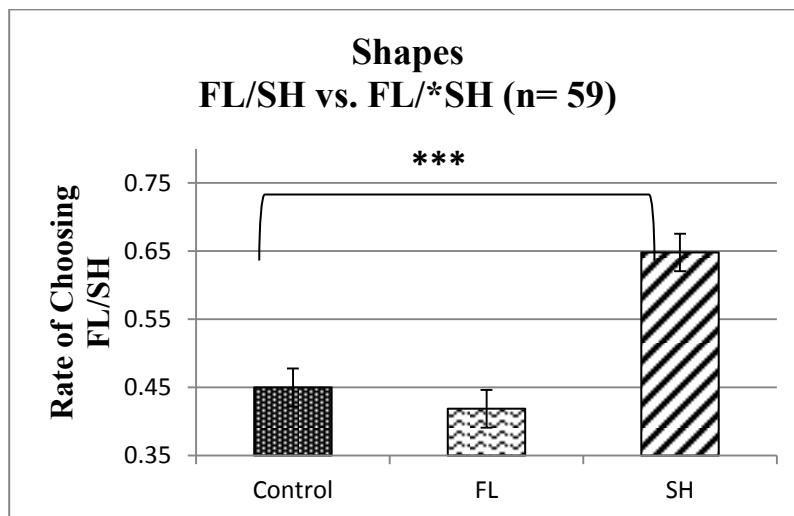 Shapes
FL/SH vs. FL/*SH (n= 59)
***
Rate of Choosing
FL/SH
0.75
0.65
0.55
0.45
0.35
Control FL SH